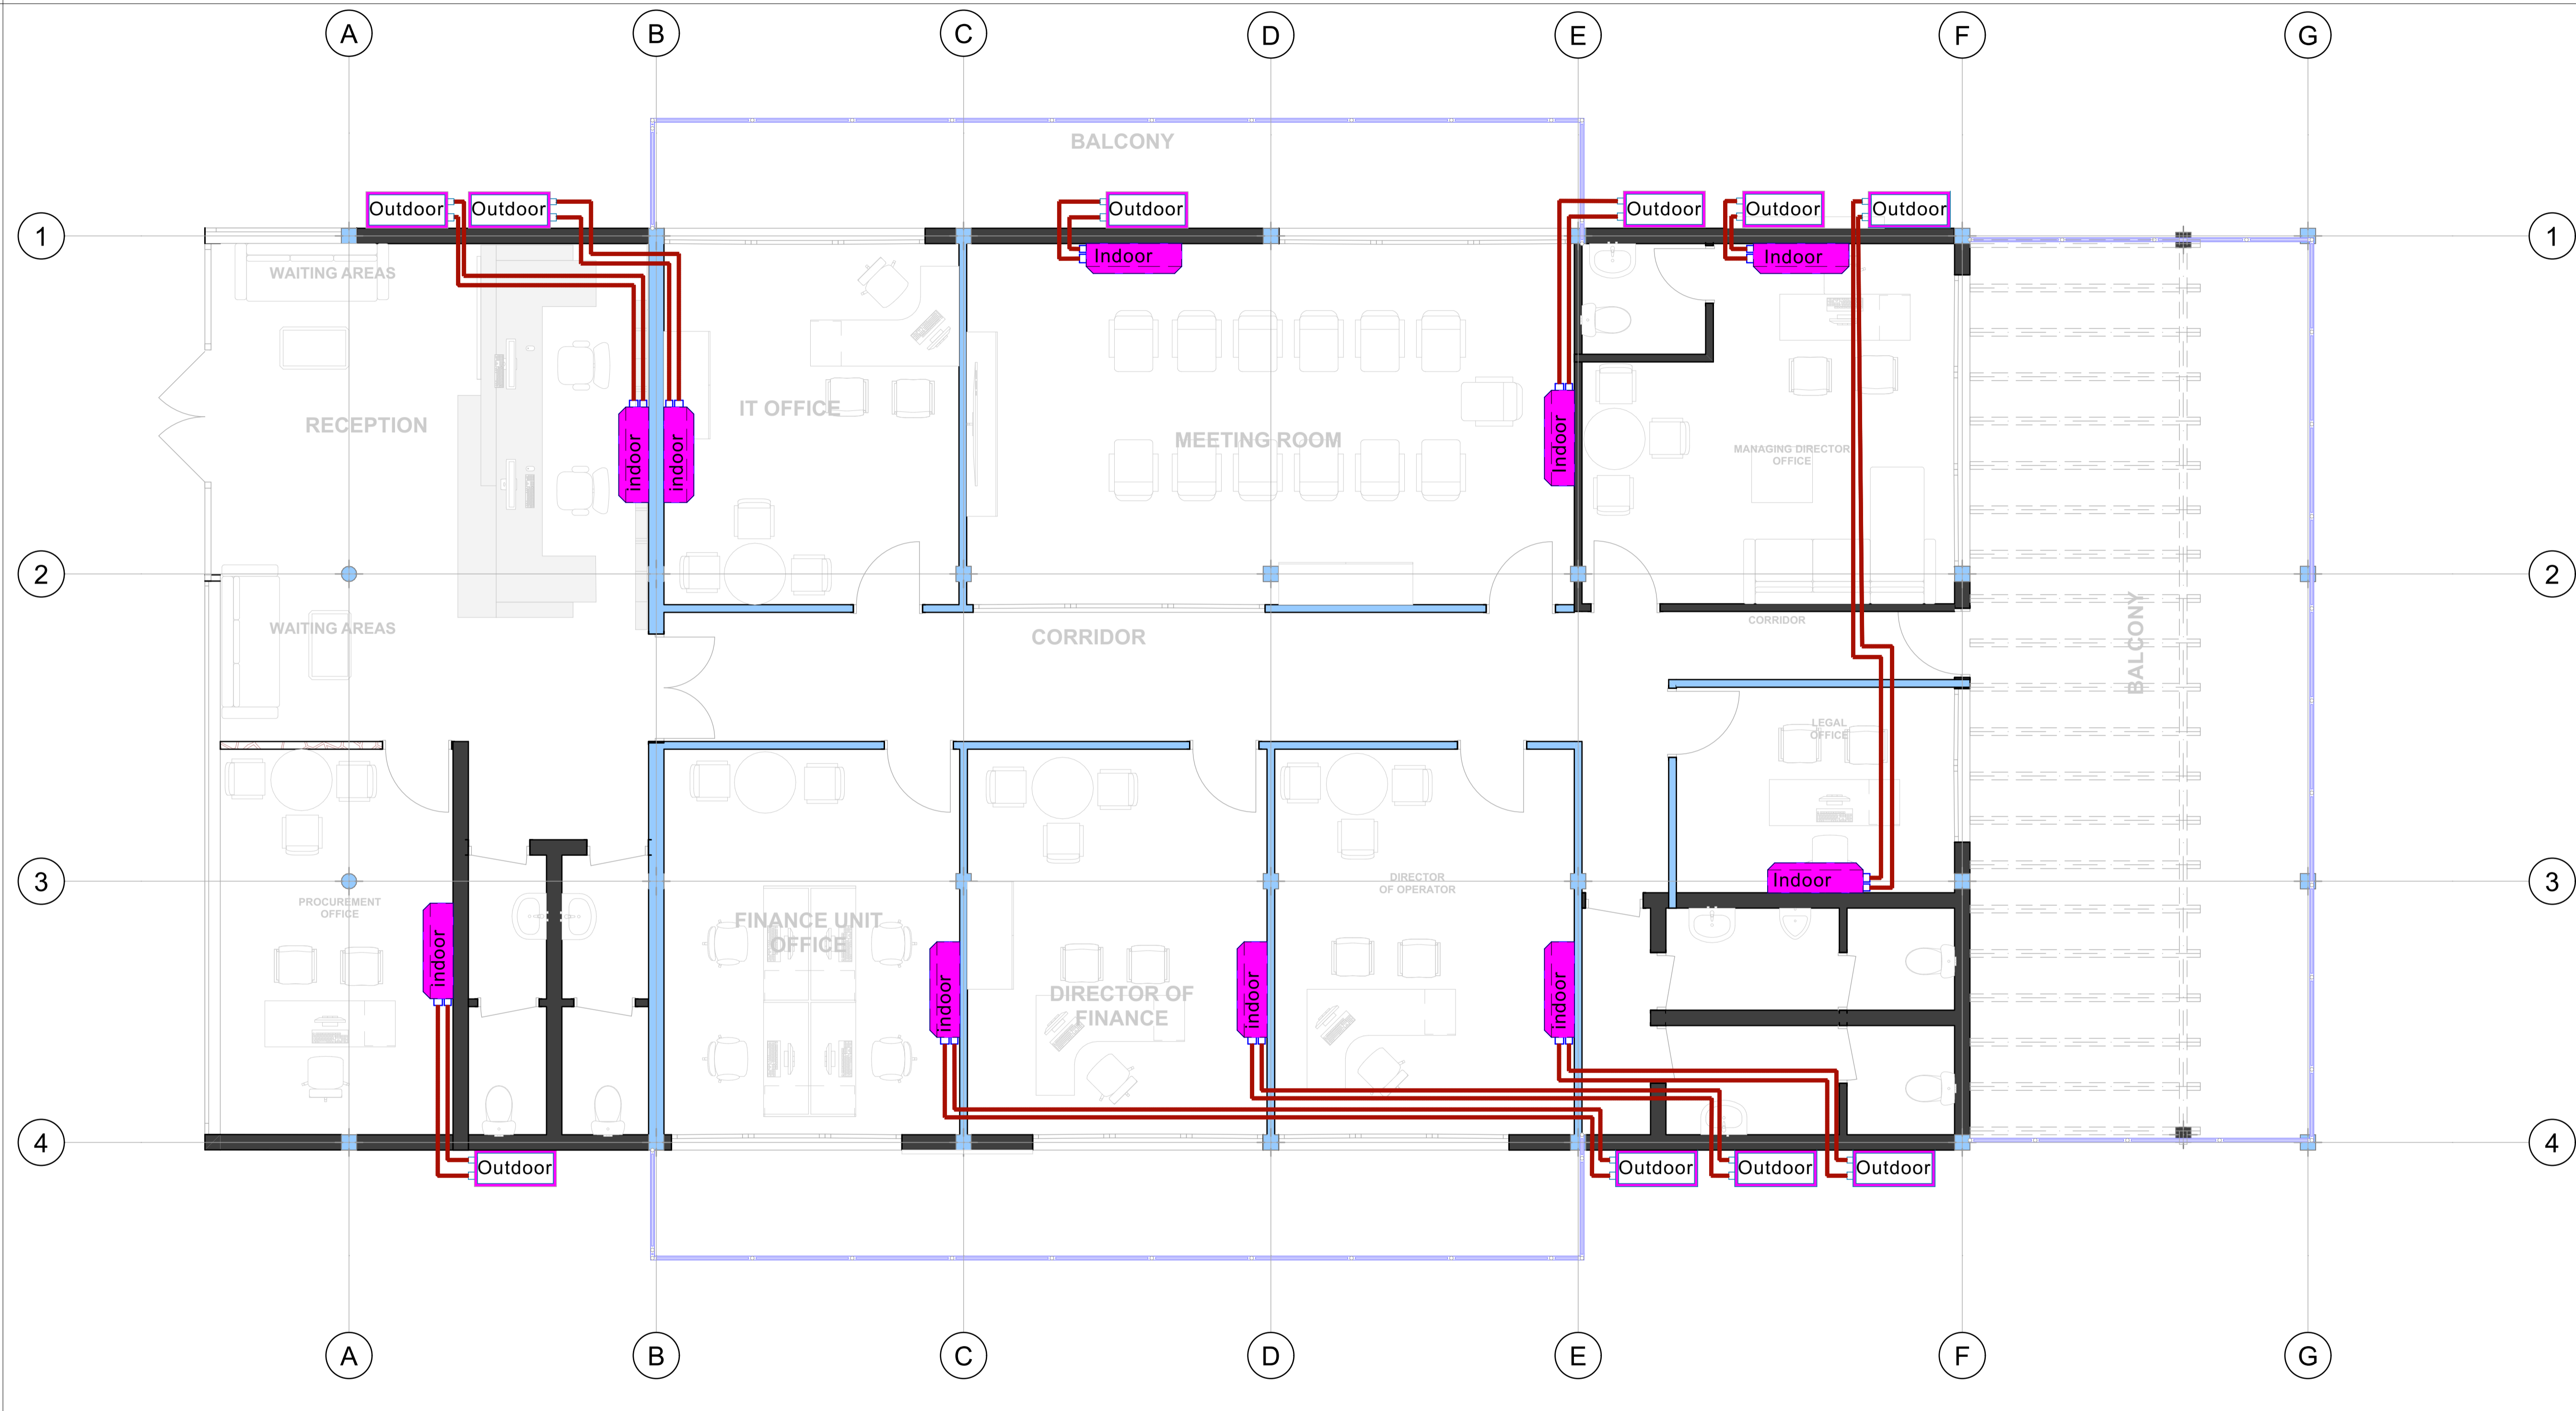 A B C D E F G
BALCONY
Outdoor Outdoor Outdoor Outdoor Outdoor Outdoor
1 1
Indoor Indoor
WAITING AREAS
IT OFFICE
RECEPTION
MEETING ROOM
MANAGING DIRECTOR
OFFICE
indoor indoor Indoor
2 2
WAITING AREAS
CORRIDOR
CORRIDOR
BALCONY
LEGAL
OFFICE
Indoor
3 3
DIRECTOR
OF OPERATOR
PROCUREMENT
OFFICE
FINANCE UNIT
OFFICE
indoor indoor indoor indoor
DIRECTOR OF
FINANCE
4 4
Outdoor Outdoor Outdoor Outdoor
A B C D E F G